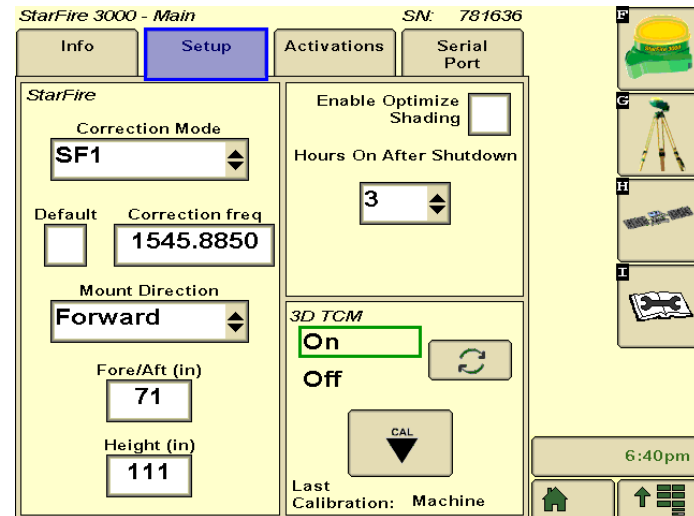 StarFire 3000 - Main
SN: 781636
Info
Setup
Activations
Serial
Port
StarFire
Correction Mode
SF1
Default
Correction freq
1545.8850
Mount Direction
Forward
Fore/Aft (in)
71
Height (in)
111
Enable Optimize
Shading
Hours On After Shutdown
3
3D TCM
On
Off
CAL
Last
Calibration: Machine
F
StarFire 3000
G
H
I
6:40pm